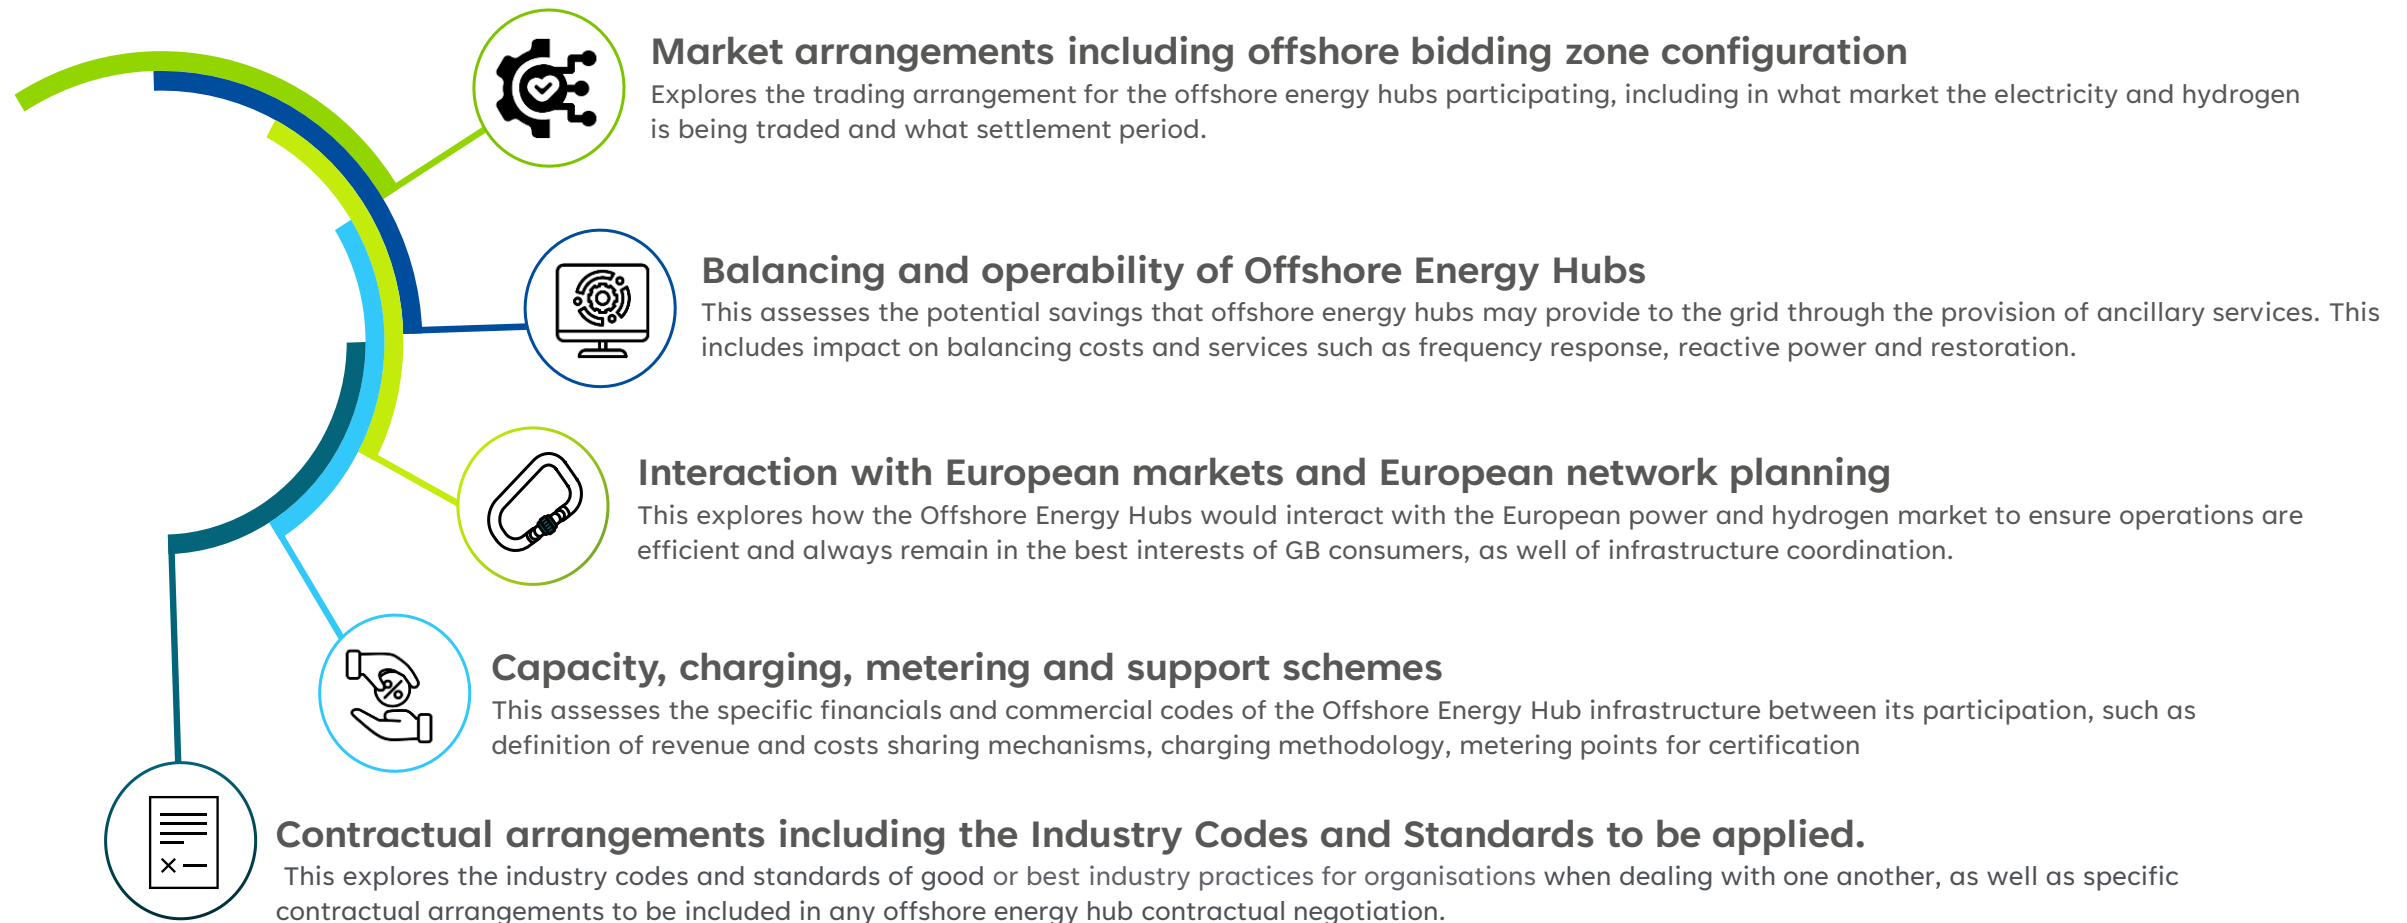 Market arrangements including offshore bidding zone configuration
Explores the trading arrangement for the offshore energy hubs participating, including in what market the electricity and hydrogen
is being traded and what settlement period.
Balancing and operability of Offshore Energy Hubs
This assesses the potential savings that offshore energy hubs may provide to the grid through the provision of ancillary services. This
includes impact on balancing costs and services such as frequency response, reactive power and restoration.
Interaction with European markets and European network planning
This explores how the Offshore Energy Hubs would interact with the European power and hydrogen market to ensure operations are
efficient and always remain in the best interests of GB consumers, as well of infrastructure coordination.
Capacity, charging, metering and support schemes
This assesses the specific financials and commercial codes of the Offshore Energy Hub infrastructure between its participation, such as
definition of revenue and costs sharing mechanisms, charging methodology, metering points for certification
Contractual arrangements including the Industry Codes and Standards to be applied.
This explores the industry codes and standards of good or best industry practices for organisations when dealing with one another, as well as specific
contractual arrangements to be included in any offshore energy hub contractual negotiation.